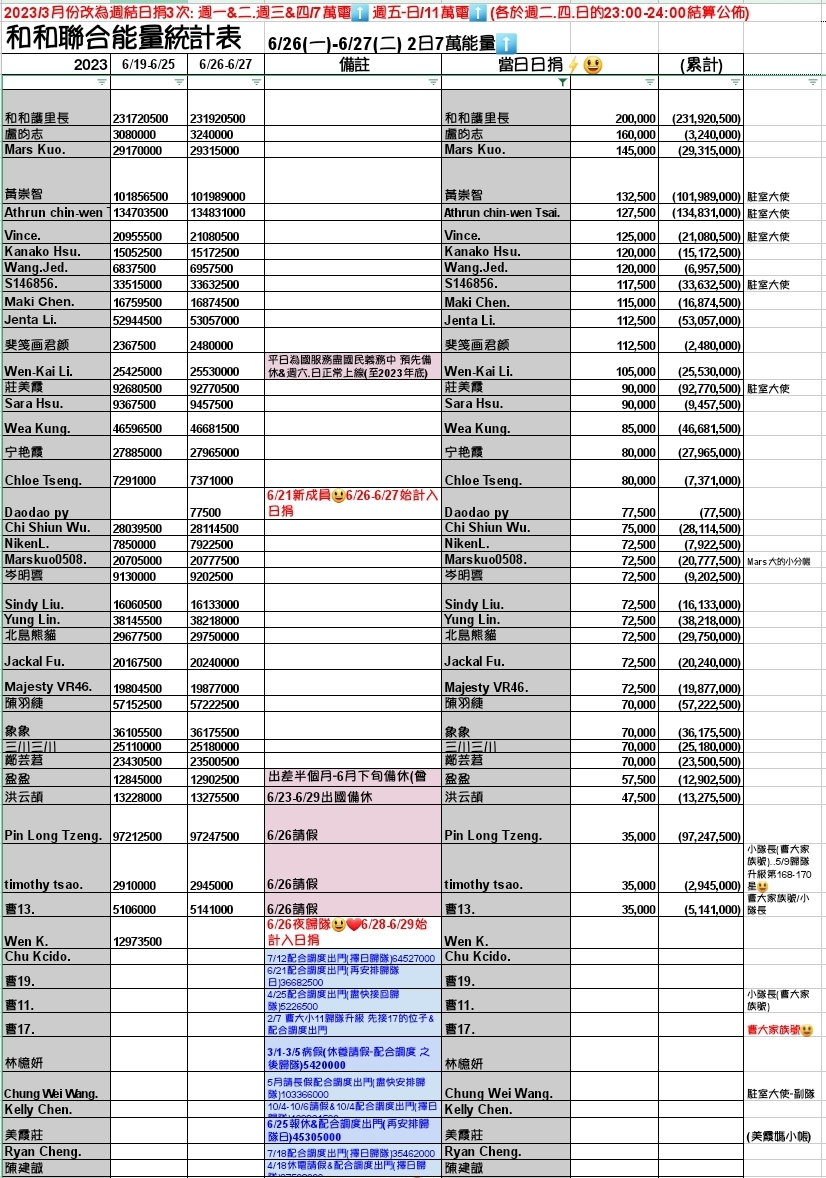 2023/3月份改為週結日捐3次: 週一&二.週三&四/7萬電⬆️ 週五-日/11萬電⬆️ (各於週二.四.日的23:00-24:00結算公佈)
和和聯合能量統計表 6/26(一)-6/27(二) 2日7萬能量⬆️
2023 6/19-6/25 6/26-6/27 備註 當日日捐⚡😃 (累計)
和和護里長 231720500 231920500 和和護里長 200,000 (231,920,500)
盧昀志 3080000 3240000 盧昀志 160,000 (3,240,000)
Mars Kuo. 29170000 29315000 Mars Kuo. 145,000 (29,315,000)
黃崇智 101856500 101989000 黃崇智 132,500 (101,989,000) 駐室大使
Athrun chin-wen T 134703500 134831000 Athrun chin-wen Tsai. 127,500 (134,831,000) 駐室大使
Vince. 20955500 21080500 Vince. 125,000 (21,080,500) 駐室大使
Kanako Hsu. 15052500 15172500 Kanako Hsu. 120,000 (15,172,500)
Wang.Jed. 6837500 6957500 Wang.Jed. 120,000 (6,957,500)
S146856. 33515000 33632500 S146856. 117,500 (33,632,500) 駐室大使
Maki Chen. 16759500 16874500 Maki Chen. 115,000 (16,874,500)
Jenta Li. 52944500 53057000 Jenta Li. 112,500 (53,057,000)
斐笺画君颜 2367500 2480000 斐笺画君颜 112,500 (2,480,000)
平日為國服務盡國民義務中 預先備
Wen-Kai Li. 25425000 25530000 休&週六.日正常上線(至2023年底) Wen-Kai Li. 105,000 (25,530,000)
莊美霞 92680500 92770500 莊美霞 90,000 (92,770,500) 駐室大使
Sara Hsu. 9367500 9457500 Sara Hsu. 90,000 (9,457,500)
Wea Kung. 46596500 46681500 Wea Kung. 85,000 (46,681,500)
宁艳霞 27885000 27965000 宁艳霞 80,000 (27,965,000)
Chloe Tseng. 7291000 7371000 Chloe Tseng. 80,000 (7,371,000)
6/21新成員😃6/26-6/27始計入
Daodao py 77500 日捐 Daodao py 77,500 (77,500)
Chi Shiun Wu. 28039500 28114500 Chi Shiun Wu. 75,000 (28,114,500)
NikenL. 7850000 7922500 NikenL. 72,500 (7,922,500)
Marskuo0508. 20705000 20777500 Marskuo0508. 72,500 (20,777,500) Mars大的小分帳
岑明雲 9130000 9202500 岑明雲 72,500 (9,202,500)
Sindy Liu. 16060500 16133000 Sindy Liu. 72,500 (16,133,000)
Yung Lin. 38145500 38218000 Yung Lin. 72,500 (38,218,000)
北島熊貓 29677500 29750000 北島熊貓 72,500 (29,750,000)
Jackal Fu. 20167500 20240000 Jackal Fu. 72,500 (20,240,000)
Majesty VR46. 19804500 19877000 Majesty VR46. 72,500 (19,877,000)
陳羽緁 57152500 57222500 陳羽緁 70,000 (57,222,500)
象象 36105500 36175500 象象 70,000 (36,175,500)
三川三川 25110000 25180000 三川三川 70,000 (25,180,000)
鄭芸萻 23430500 23500500 鄭芸萻 70,000 (23,500,500)
盈盈 12845000 12902500 出差半個月-6月下旬備休(會 盈盈 57,500 (12,902,500)
洪云頡 13228000 13275500 6/23-6/29出國備休 洪云頡 47,500 (13,275,500)
Pin Long Tzeng. 97212500 97247500 6/26請假 Pin Long Tzeng. 35,000 (97,247,500)
小隊長(曹大家
族號)..5/9歸隊
升級第168-170
timothy tsao. 2910000 2945000 6/26請假 timothy tsao. 35,000 (2,945,000) 星😃
曹大家族號/小
曹13. 5106000 5141000 6/26請假 曹13. 35,000 (5,141,000) 隊長
6/26夜歸隊😃❤️6/28-6/29始
Wen K. 12973500 計入日捐 Wen K.
Chu Kcido. 7/12配合調度出門(擇日歸隊)64527000 Chu Kcido.
6/21配合調度出門(再安排歸隊
曹19. 日)36682500 曹19.
4/25配合調度出門(盡快接回歸
小隊長(曹大家
曹11. 隊)5226500 曹11. 族號)
2/7 曹大小11歸隊升級 先接17的位子&
曹17. 配合調度出門 曹17. 曹大家族號😃
3/1-3/5病假(休養請假-配合調度 之
林檍妍 後歸隊)5420000 林檍妍
5月請長假配合調度出門(盡快安排歸
Chung Wei Wang. 隊)103366000 Chung Wei Wang. 駐室大使-副隊
Kelly Chen. 10/4-10/6請假&10/4配合調度出門(擇日 Kelly Chen.
6/25報休&配合調度出門(再安排歸
美霞莊 隊日)45305000 美霞莊 (美霞姐小帳)
Ryan Cheng. 7/18配合調度出門(擇日歸隊)35462000 Ryan Cheng.
陳建誠 4/18休電請假&配合調度出門(擇日歸 陳建誠